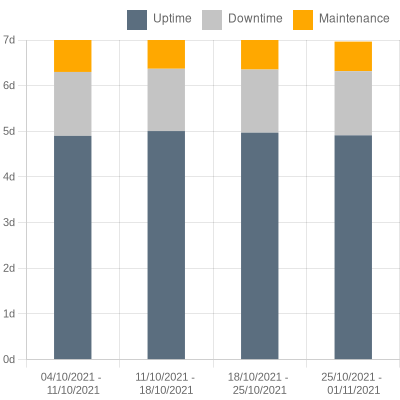 Uptime Downtime Maintenance
7d
6d
5d
4d
3d
2d
1d
0d
04/10/2021 - 11/10/2021 - 18/10/2021 - 25/10/2021 -
11/10/2021 18/10/2021 25/10/2021 01/11/2021